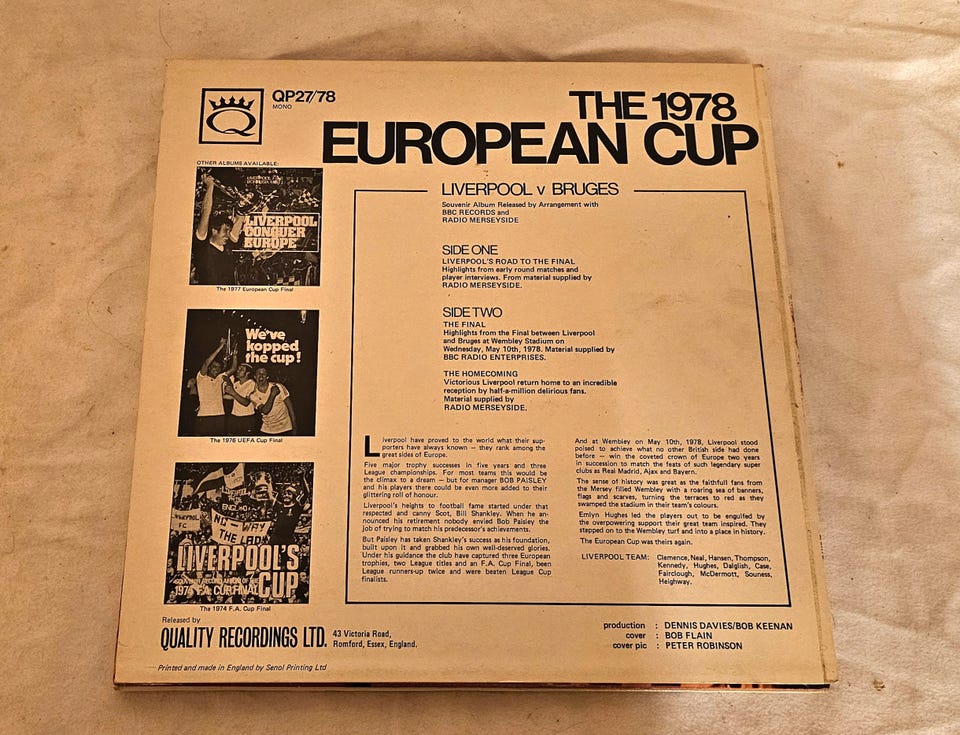 Q
QP27/78
MONO
THE 1978
EUROPEAN CUP
OTHER ALBUMS AVAILABLE:
LIVERPOOL
CONQUER
EUROPE
The 1977 European Cup Final
We've
kopped
the cup!
The 1976 UEFA Cup Final
NO-WAY
THE LADS
LIVERPOOL'S
CUP
1974 F.A. CUP FINAL
The 1974 F.A. Cup Final
LIVERPOOL v BRUGES
Souvenir Album Released by Arrangement with
BBC RECORDS and
RADIO MERSEYSIDE
SIDE ONE
LIVERPOOL'S ROAD TO THE FINAL
Highlights from early round matches and
player interviews. From material supplied by
RADIO MERSEYSIDE.
SIDE TWO
THE FINAL
Highlights from the Final between Liverpool
and Bruges at Wembley Stadium on
Wednesday, May 10th, 1978. Material supplied by
BBC RADIO ENTERPRISES.
THE HOMECOMING
Victorious Liverpool return home to an incredible
reception by half-a-million delirious fans.
Material supplied by
RADIO MERSEYSIDE.
Liverpool have proved to the world what their sup-
porters have always known — they rank among the
great sides of Europe.
Five major trophy successes in five years and three
League championships. For most teams this would be
the climax to a dream — but for manager BOB PAISLEY
and his players there could be even more added to their
glittering roll of honour.
Liverpool's heights to football fame started under that
respected and canny Scot, Bill Shankley. When he an-
nounced his retirement nobody envied Bob Paisley the
job of trying to match his predecessor's achievements.
But Paisley has taken Shankley's success as his foundation,
built upon it and grabbed his own well-deserved glories.
Under his guidance the club have captured three European
trophies, two League titles and an F.A. Cup Final, been
League runners-up twice and were beaten League Cup
finalists.
And at Wembley on May 10th, 1978, Liverpool stood
poised to achieve what no other British side had done
before — win the coveted crown of Europe two years
in succession to match the feats of such legendary super
clubs as Real Madrid, Ajax and Bayern.
The sense of history was great as the faithfull fans from
the Mersey filled Wembley with a roaring sea of banners,
flags and scarves, turning the terraces to red as they
swamped the stadium in their team's colours.
Emlyn Hughes led the players out to be engulfed by
the overpowering support their great team inspired. They
stepped on to the Wembley turf and into a place in history.
The European Cup was theirs again.
LIVERPOOL TEAM: Clemence, Neal, Hansen, Thompson,
Kennedy, Hughes, Dalglish, Case,
Fairclough, McDermott, Souness,
Heighway.
Released by
QUALITY RECORDINGS LTD. 43 Victoria Road,
Romford, Essex, England.
production : DENNIS DAVIES/BOB KEENAN
cover : BOB FLAIN
cover pic : PETER ROBINSON
Printed and made in England by Senol Printing Ltd